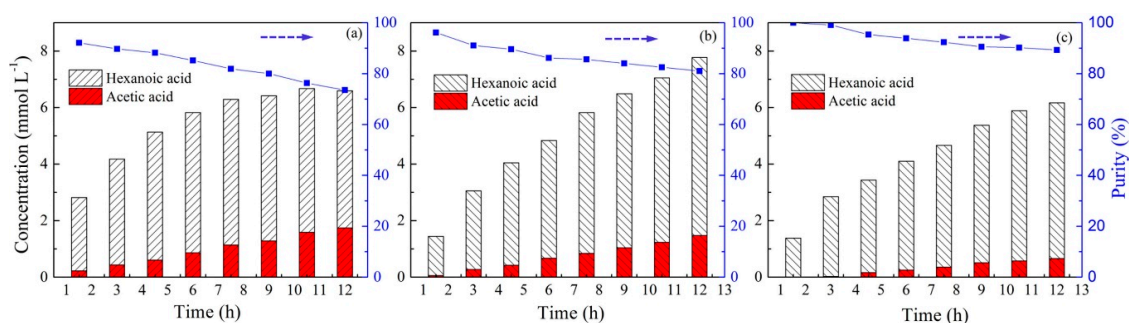 (a)
Hexanoic acid
Acetic acid
Concentration (mmol L⁻¹)
8
6
4
2
0
1 2 3 4 5 6 7 8 9 10 11 12
Time (h)
100
80
60
40
20
0
(b)
Hexanoic acid
Acetic acid
8
6
4
2
0
1 2 3 4 5 6 7 8 9 10 11 12 13
Time (h)
100
80
60
40
20
0
(c)
Hexanoic acid
Acetic acid
8
6
4
2
0
1 2 3 4 5 6 7 8 9 10 11 12 13
Time (h)
100
80
60
40
20
0
Purity (%)